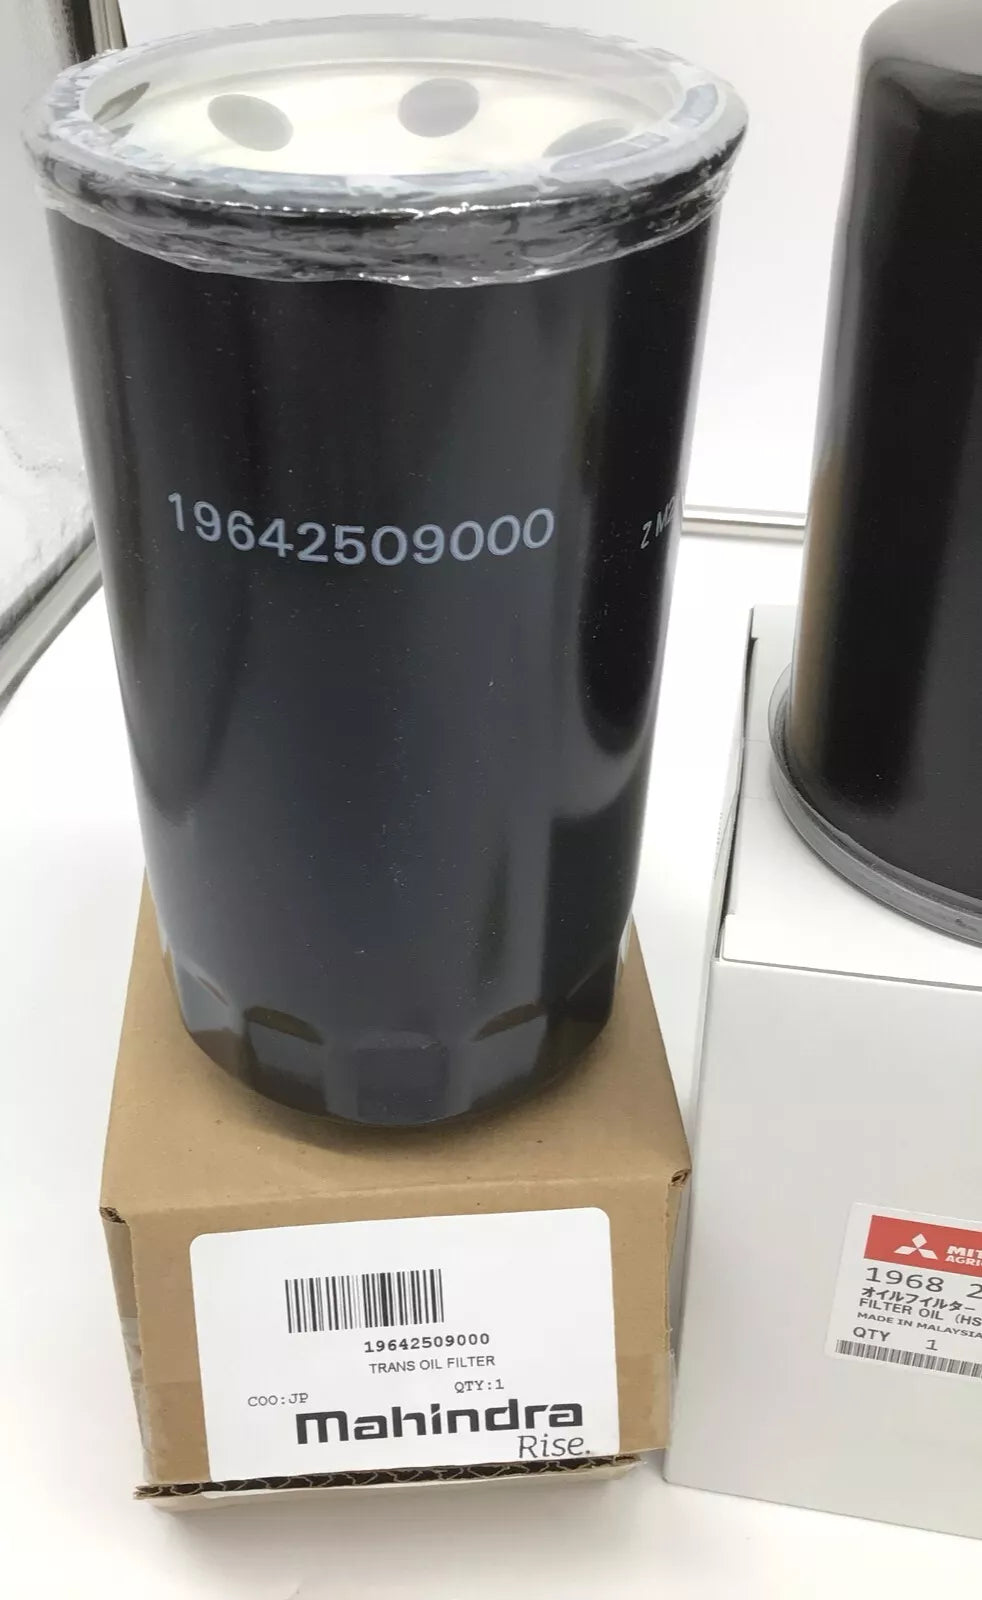 19642509000
Z M2
19642509000
TRANS OIL FILTER
COO:JP QTY:1
Mahindra
Rise.
1968 2
オイルフィルター
FILTER OIL (HS
MADE IN MALAYSIA
QTY 1